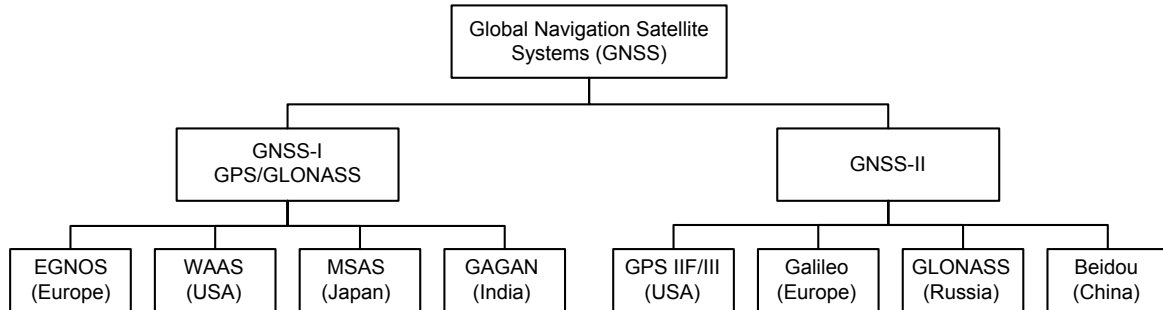 Global Navigation Satellite
Systems (GNSS)
GNSS-I
GPS/GLONASS
GNSS-II
EGNOS
(Europe)
WAAS
(USA)
MSAS
(Japan)
GAGAN
(India)
GPS IIF/III
(USA)
Galileo
(Europe)
GLONASS
(Russia)
Beidou
(China)